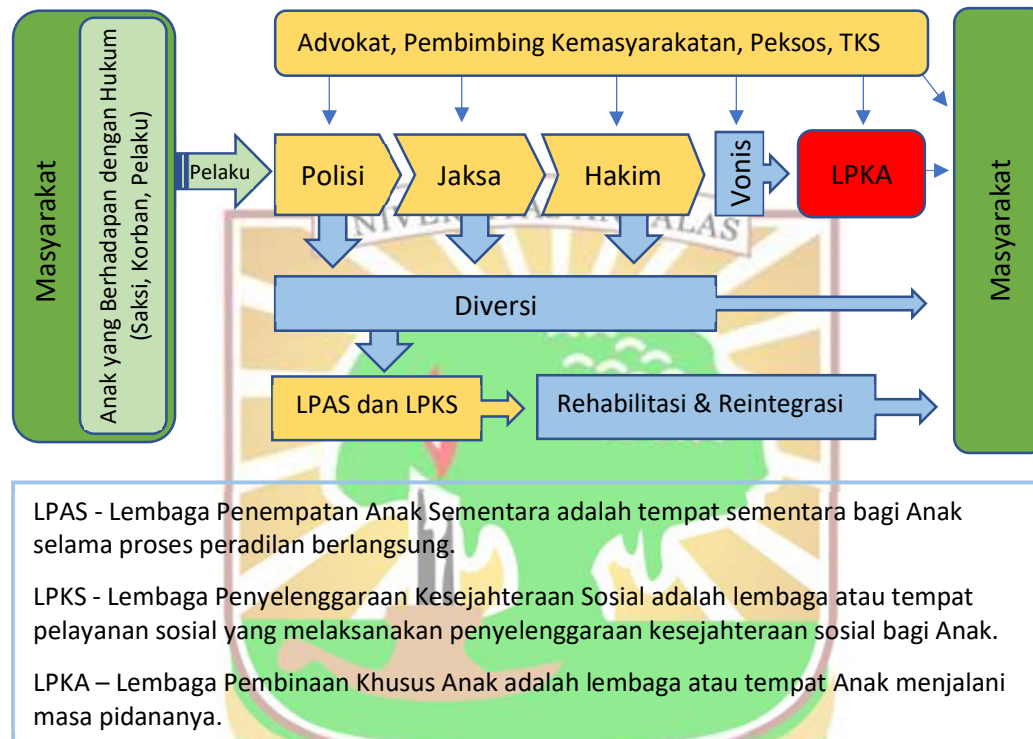 Masyarakat
Anak yang Berhadapan dengan Hukum
(Saksi, Korban, Pelaku)
Advokat, Pembimbing Kemasyarakatan, Peksos, TKS
Pelaku
Polisi
Jaksa
Hakim
Vonis
LPKA
Masyarakat
Diversi
LPAS dan LPKS
Rehabilitasi & Reintegrasi
LPAS - Lembaga Penempatan Anak Sementara adalah tempat sementara bagi Anak
selama proses peradilan berlangsung.
LPKS - Lembaga Penyelenggaraan Kesejahteraan Sosial adalah lembaga atau tempat
pelayanan sosial yang melaksanakan penyelenggaraan kesejahteraan sosial bagi Anak.
LPKA – Lembaga Pembinaan Khusus Anak adalah lembaga atau tempat Anak menjalani
masa pidananya.